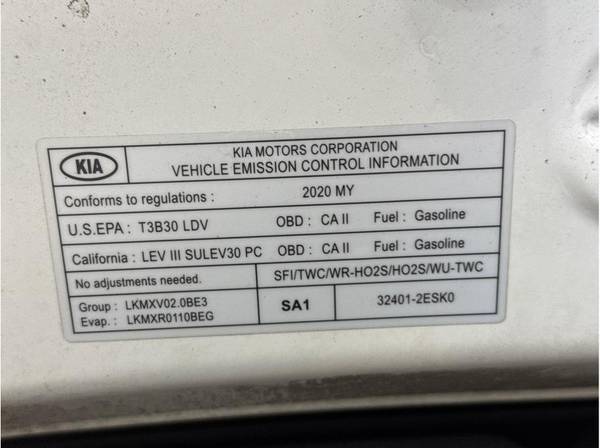 KIA
KIA MOTORS CORPORATION
VEHICLE EMISSION CONTROL INFORMATION
Conforms to regulations : 2020 MY
U.S.EPA : T3B30 LDV OBD : CA II Fuel : Gasoline
California : LEV III SULEV30 PC OBD : CA II Fuel : Gasoline
No adjustments needed. SFI/TWC/WR-HO2S/HO2S/WU-TWC
Group : LKMXV02.0BE3
Evap. : LKMXR0110BEG
SA1
32401-2ESK0